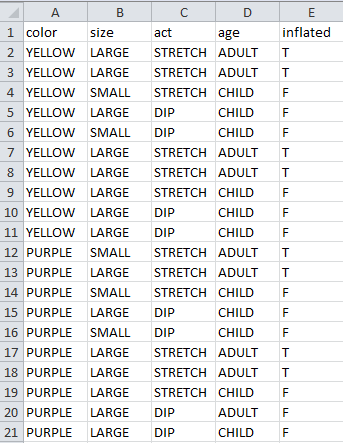 A B C D E
1 color size act age inflated
2 YELLOW LARGE STRETCH ADULT T
3 YELLOW LARGE STRETCH ADULT T
4 YELLOW SMALL STRETCH CHILD F
5 YELLOW LARGE DIP CHILD F
6 YELLOW SMALL DIP CHILD F
7 YELLOW LARGE STRETCH ADULT T
8 YELLOW LARGE STRETCH ADULT T
9 YELLOW LARGE STRETCH CHILD F
10 YELLOW LARGE DIP CHILD F
11 YELLOW LARGE DIP CHILD F
12 PURPLE SMALL STRETCH ADULT T
13 PURPLE LARGE STRETCH ADULT T
14 PURPLE SMALL STRETCH CHILD F
15 PURPLE LARGE DIP CHILD F
16 PURPLE SMALL DIP CHILD F
17 PURPLE LARGE STRETCH ADULT T
18 PURPLE LARGE STRETCH ADULT T
19 PURPLE LARGE STRETCH CHILD F
20 PURPLE LARGE DIP ADULT F
21 PURPLE LARGE DIP CHILD F